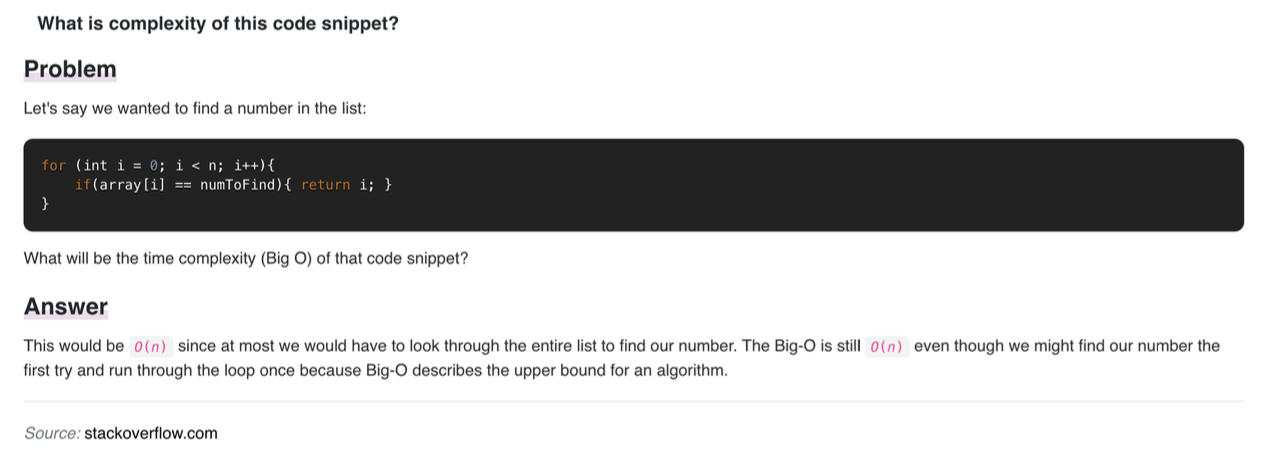 What is complexity of this code snippet?
Problem
Let's say we wanted to find a number in the list:
for (int i = 0; i < n; i++){
    if(array[i] == numToFind){ return i; }
}
What will be the time complexity (Big O) of that code snippet?
Answer
This would be O(n) since at most we would have to look through the entire list to find our number. The Big-O is still O(n) even though we might find our number the
first try and run through the loop once because Big-O describes the upper bound for an algorithm.
Source: stackoverflow.com